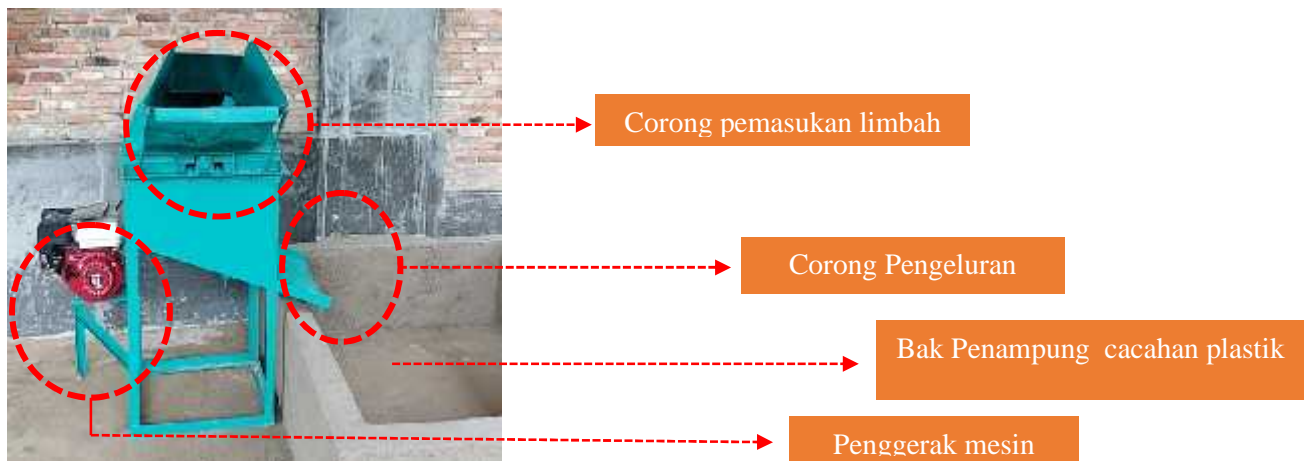 Corong pemasukan limbah
Corong Pengeluran
Bak Penampung cacahan plastik
Penggerak mesin